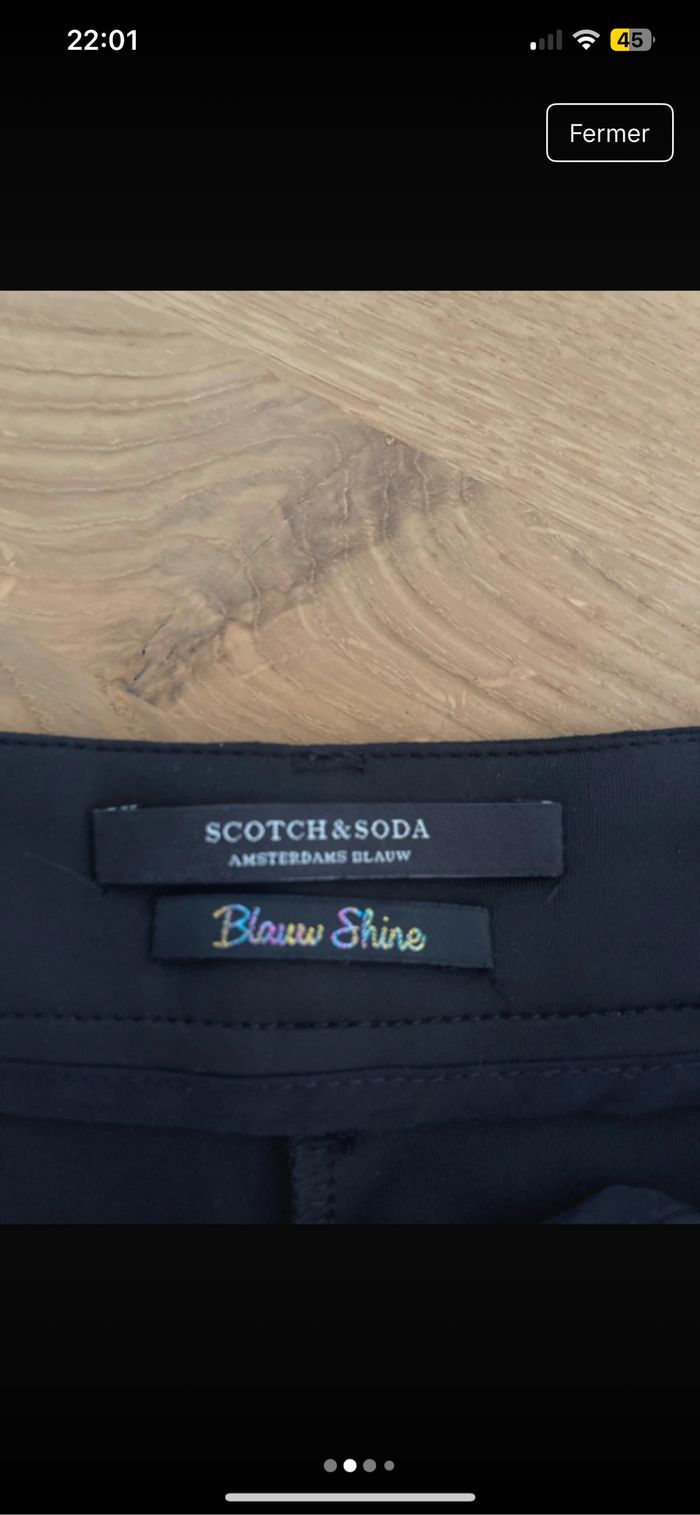 22:01
45
Fermer
SCOTCH&SODA
AMSTERDAMS BLAUW
Blauw Shine